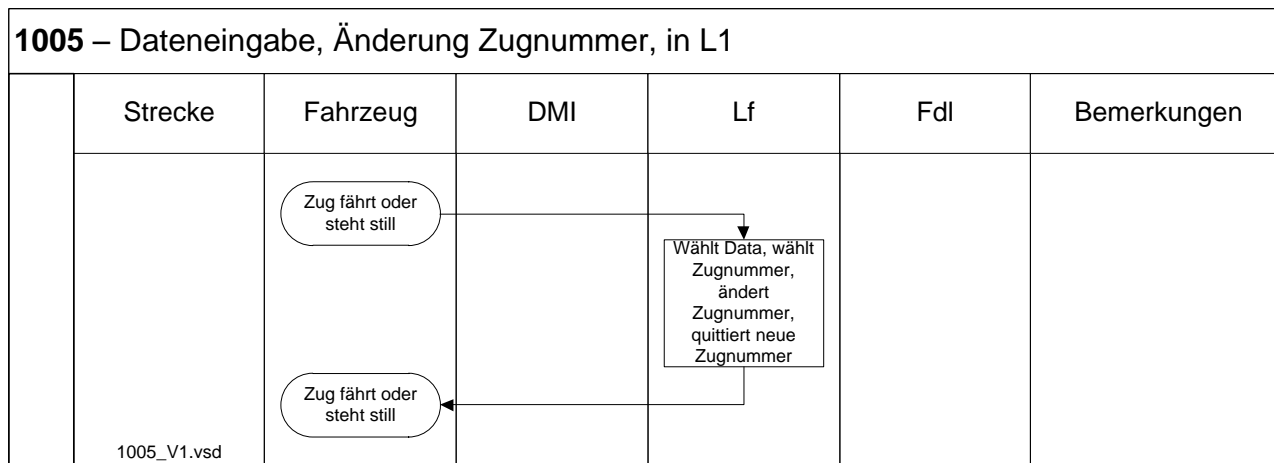 1005 – Dateneingabe, Änderung Zugnummer, in L1
Strecke
Fahrzeug
DMI
Lf
Fdl
Bemerkungen
Zug fährt oder
steht still
Wählt Data, wählt
Zugnummer,
ändert
Zugnummer,
quittiert neue
Zugnummer
Zug fährt oder
steht still
1005_V1.vsd